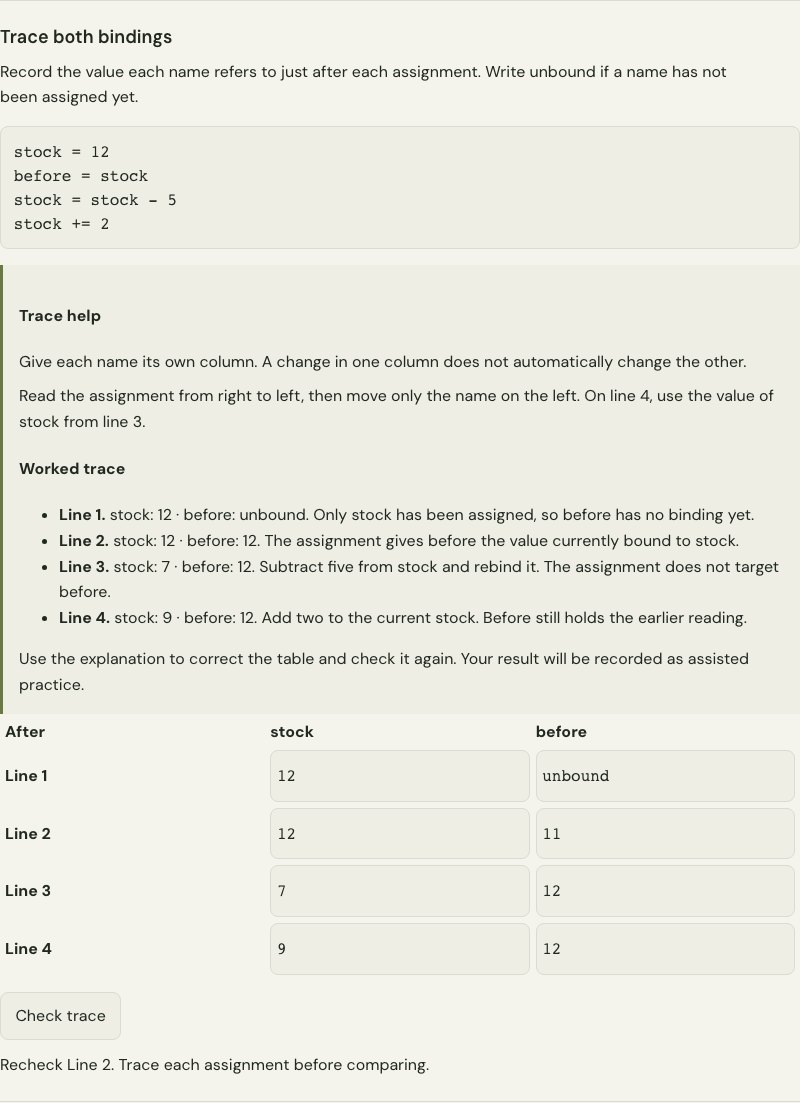 Trace both bindings
Record the value each name refers to just after each assignment. Write unbound if a name has not
been assigned yet.
stock = 12
before = stock
stock = stock - 5
stock += 2
Trace help
Give each name its own column. A change in one column does not automatically change the other.
Read the assignment from right to left, then move only the name on the left. On line 4, use the value of
stock from line 3.
Worked trace
• Line 1. stock: 12 · before: unbound. Only stock has been assigned, so before has no binding yet.
• Line 2. stock: 12 · before: 12. The assignment gives before the value currently bound to stock.
• Line 3. stock: 7 · before: 12. Subtract five from stock and rebind it. The assignment does not target
before.
• Line 4. stock: 9 · before: 12. Add two to the current stock. Before still holds the earlier reading.
Use the explanation to correct the table and check it again. Your result will be recorded as assisted
practice.
After stock before
Line 1 12 unbound
Line 2 12 11
Line 3 7 12
Line 4 9 12
Check trace
Recheck Line 2. Trace each assignment before comparing.